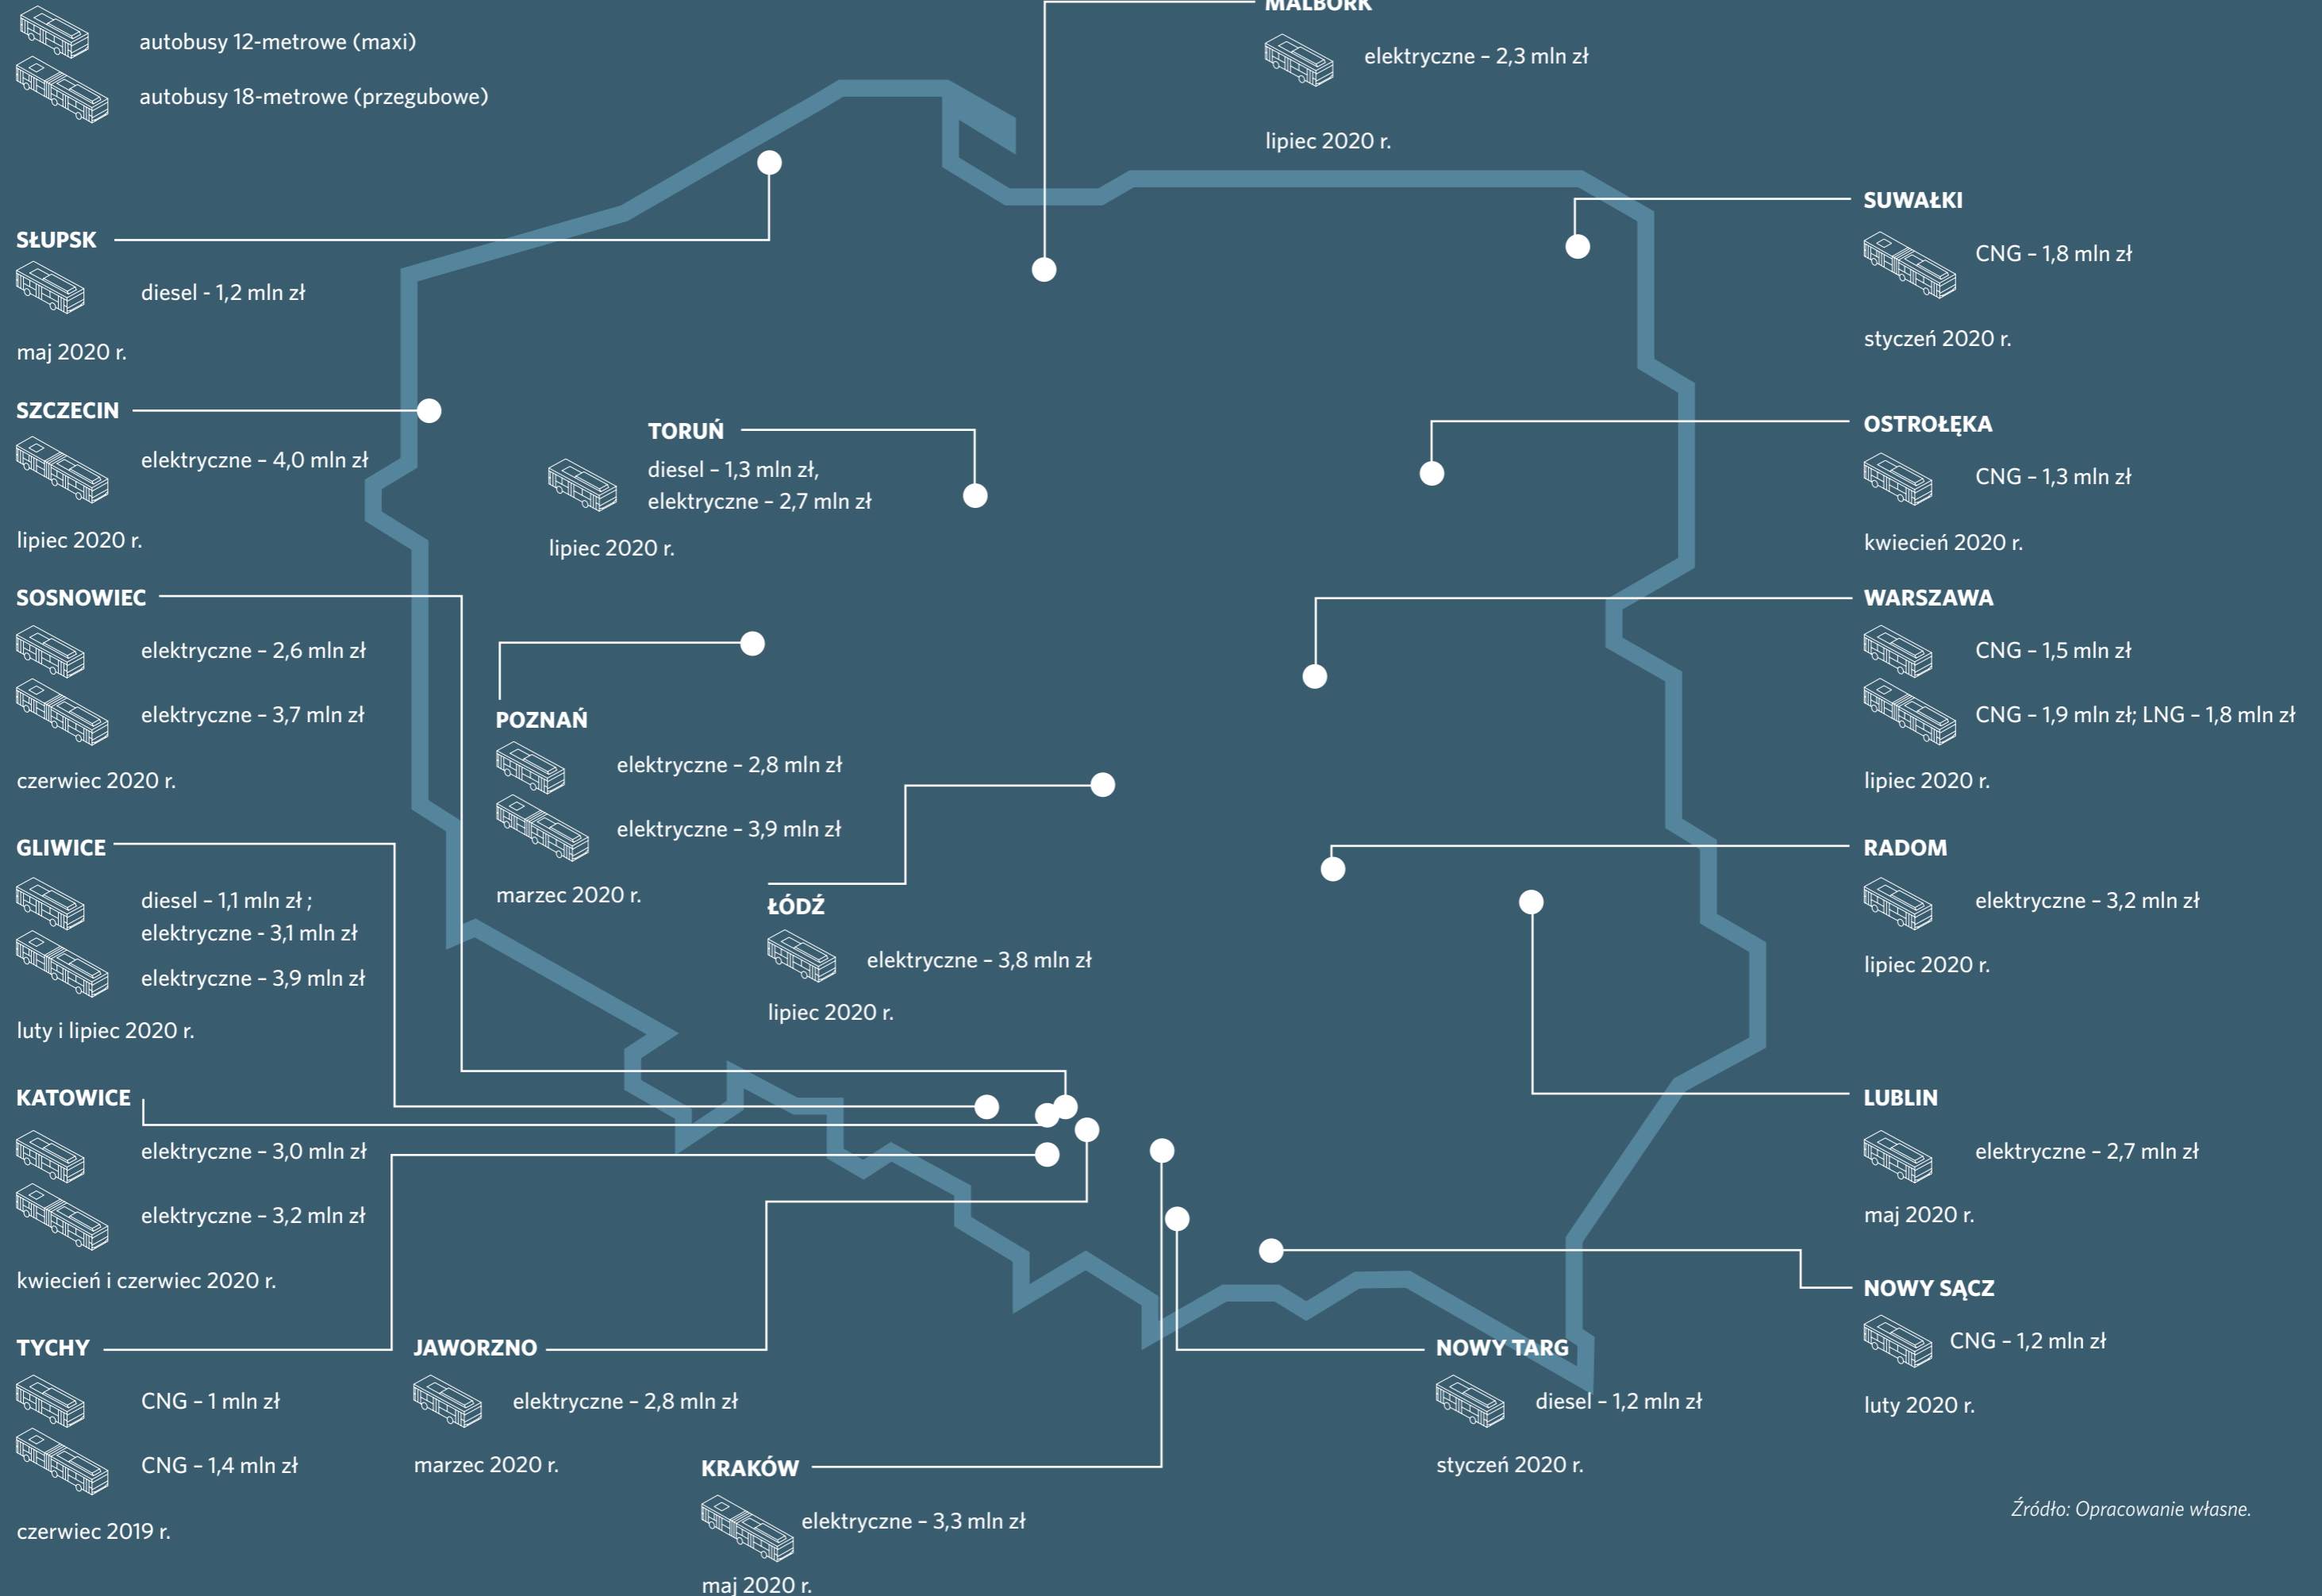 autobusy 12-metrowe (maxi)
autobusy 18-metrowe (przegubowe)
MALBORK
elektryczne – 2,3 mln zł
lipiec 2020 r.
SŁUPSK
diesel - 1,2 mln zł
maj 2020 r.
SUWAŁKI
CNG – 1,8 mln zł
styczeń 2020 r.
SZCZECIN
elektryczne – 4,0 mln zł
lipiec 2020 r.
TORUŃ
diesel – 1,3 mln zł,
elektryczne – 2,7 mln zł
lipiec 2020 r.
OSTROŁĘKA
CNG – 1,3 mln zł
kwiecień 2020 r.
SOSNOWIEC
elektryczne – 2,6 mln zł
elektryczne – 3,7 mln zł
czerwiec 2020 r.
POZNAŃ
elektryczne – 2,8 mln zł
elektryczne – 3,9 mln zł
marzec 2020 r.
WARSZAWA
CNG – 1,5 mln zł
CNG – 1,9 mln zł; LNG – 1,8 mln zł
lipiec 2020 r.
GLIWICE
diesel – 1,1 mln zł ;
elektryczne - 3,1 mln zł
elektryczne – 3,9 mln zł
luty i lipiec 2020 r.
ŁÓDŹ
elektryczne – 3,8 mln zł
lipiec 2020 r.
RADOM
elektryczne – 3,2 mln zł
lipiec 2020 r.
KATOWICE
elektryczne – 3,0 mln zł
elektryczne – 3,2 mln zł
kwiecień i czerwiec 2020 r.
LUBLIN
elektryczne – 2,7 mln zł
maj 2020 r.
NOWY SĄCZ
CNG – 1,2 mln zł
luty 2020 r.
TYCHY
CNG – 1 mln zł
CNG – 1,4 mln zł
czerwiec 2019 r.
JAWORZNO
elektryczne – 2,8 mln zł
marzec 2020 r.
KRAKÓW
elektryczne – 3,3 mln zł
maj 2020 r.
NOWY TARG
diesel – 1,2 mln zł
styczeń 2020 r.
Źródło: Opracowanie własne.